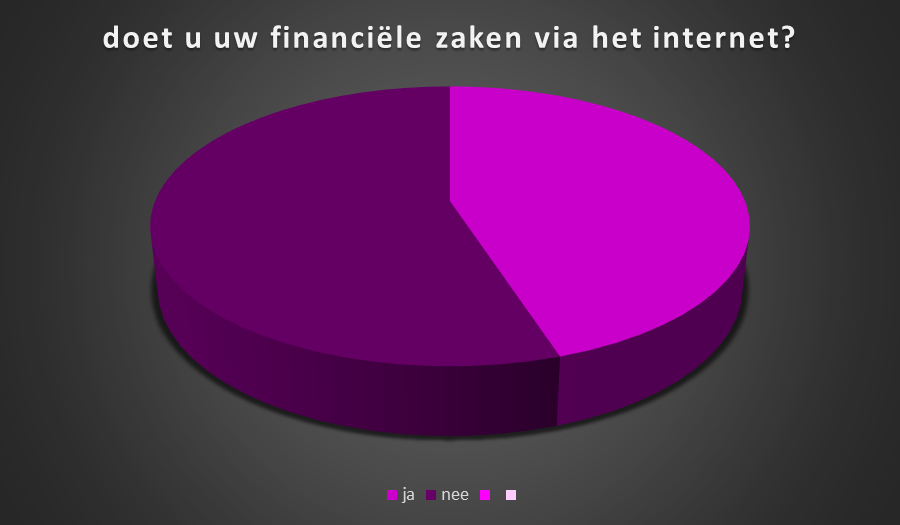 doet u uw financiële zaken via het internet?
ja nee